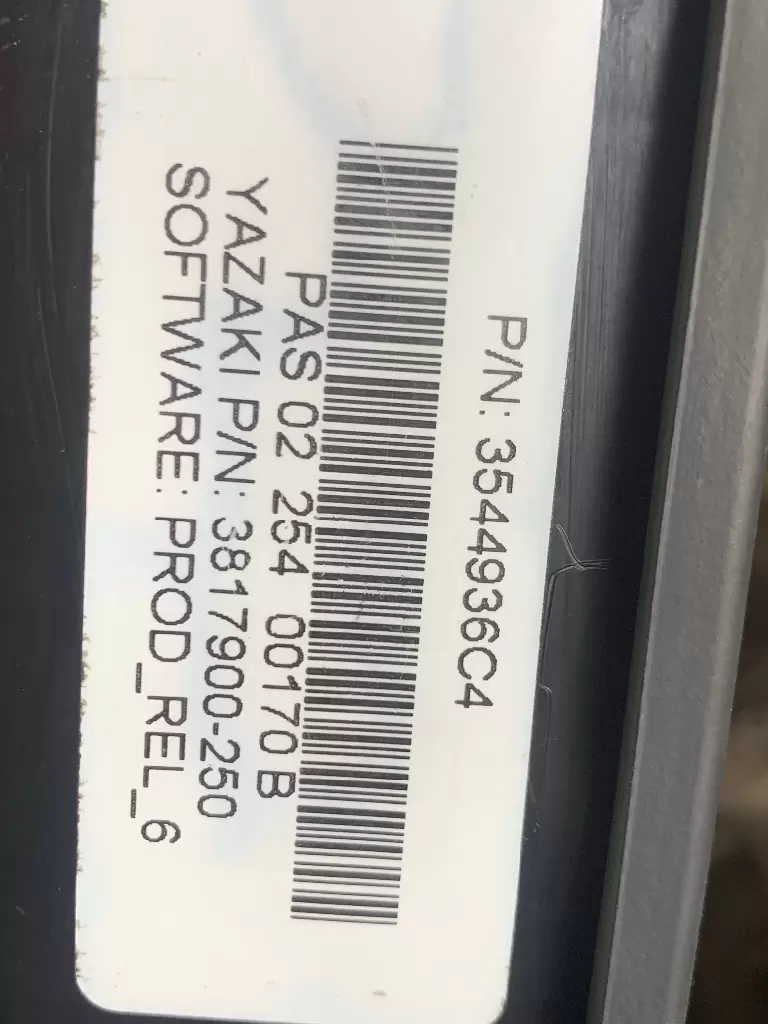 P/N: 3544936C4
PAS 02 254 00170 B
YAZAKI P/N: 3817900-250
SOFTWARE: PROD_REL_6